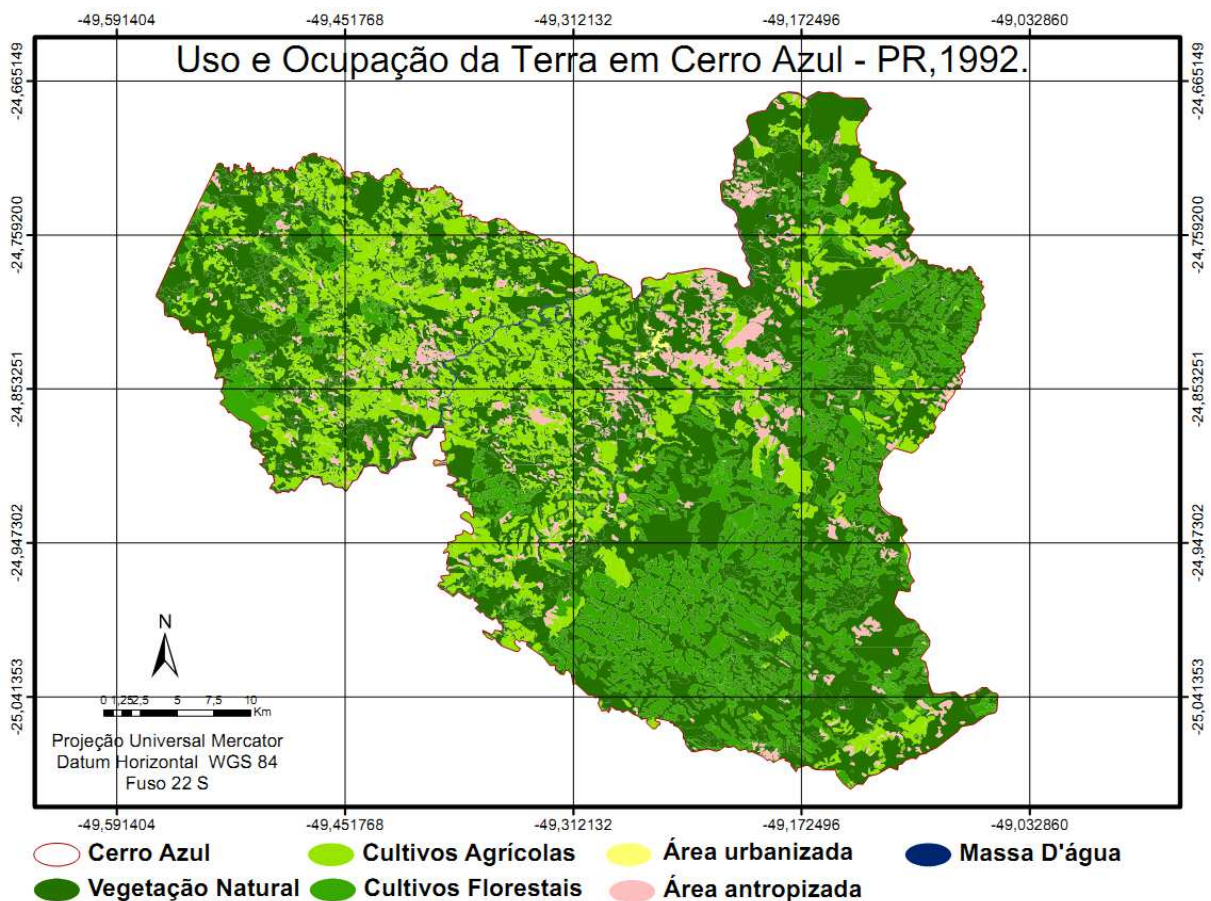 -49,591404 -49,451768 -49,312132 -49,172496 -49,032860
Uso e Ocupação da Terra em Cerro Azul - PR,1992.
-24,665149 -24,665149
-24,759200 -24,759200
-24,853251 -24,853251
-24,947302 -24,947302
-25,041353 -25,041353
N
0 1,252,5 5 7,5 10
Km
Projeção Universal Mercator
Datum Horizontal WGS 84
Fuso 22 S
-49,591404 -49,451768 -49,312132 -49,172496 -49,032860
Cerro Azul Cultivos Agrícolas Área urbanizada Massa D'água
Vegetação Natural Cultivos Florestais Área antropizada